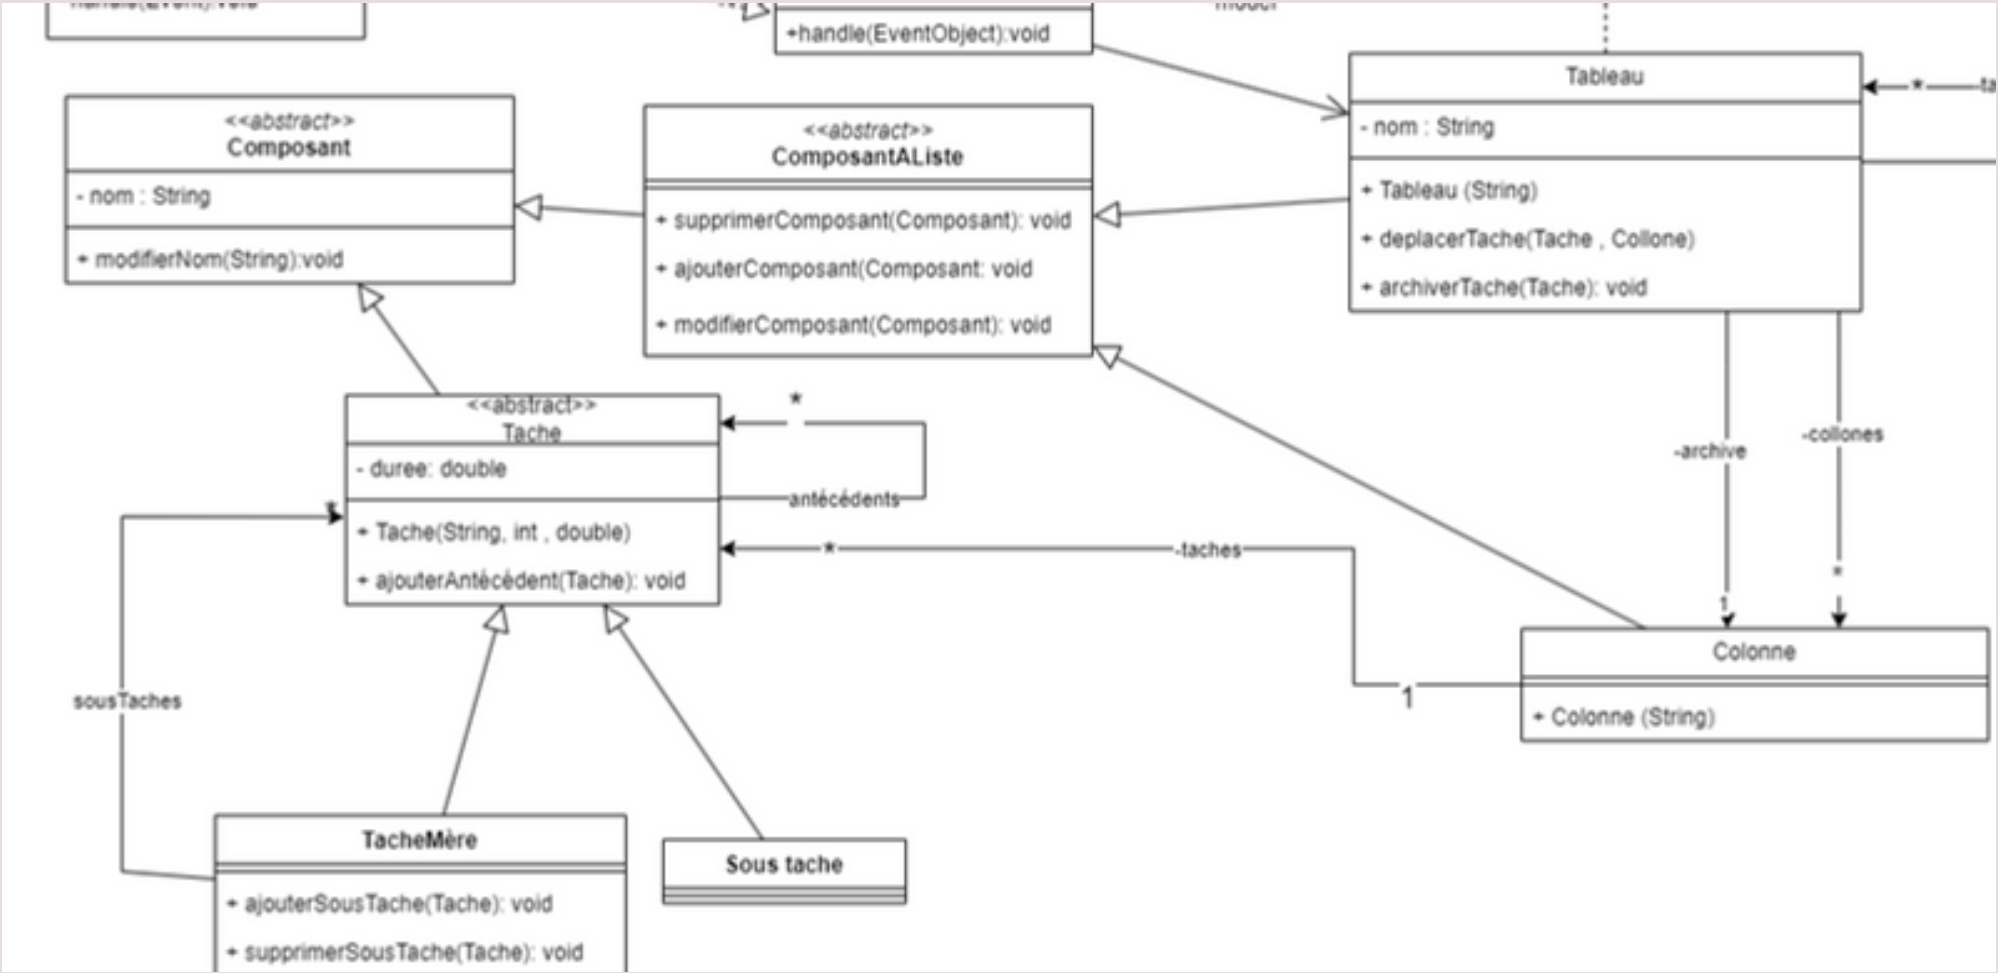 +handle(EventObject):void
<<abstract>>
Composant
- nom : String
+ modifierNom(String):void
<<abstract>>
ComposantAListe
+ supprimerComposant(Composant): void
+ ajouterComposant(Composant: void
+ modifierComposant(Composant): void
Tableau
- nom : String
+ Tableau (String)
+ deplacerTache(Tache , Collone)
+ archiverTache(Tache): void
*
ta
<<abstract>>
Tache
- duree: double
+ Tache(String, int , double)
+ ajouterAntécédent(Tache): void
*
antécédents
*
-taches
1
-archive
1
-collones
*
Colonne
+ Colonne (String)
*
sousTaches
TacheMère
+ ajouterSousTache(Tache): void
+ supprimerSousTache(Tache): void
Sous tache